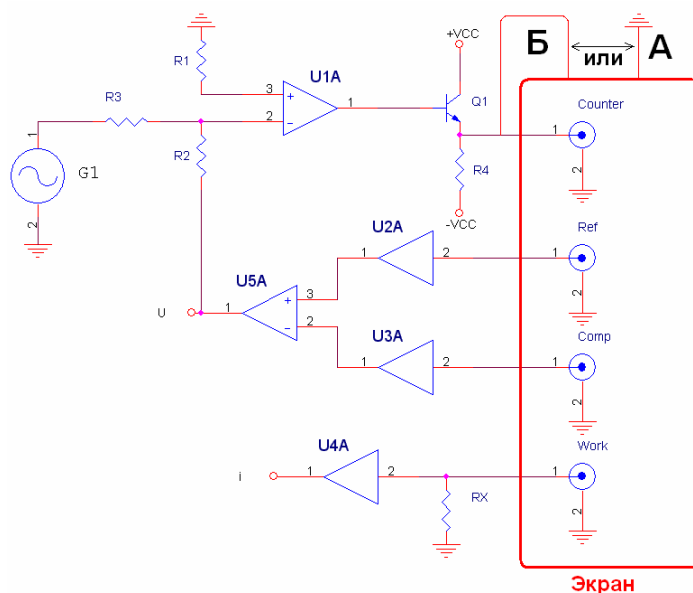 +VCC
Б
или
А
R1
U1A
Q1
Counter
3
+
1
1
R3
2
−
1
R2
R4
2
G1
2
-VCC
Ref
U2A
1
2
1
U5A
3
+
2
U
1
−
2
U3A
Comp
1
2
1
2
U4A
Work
i
1
2
1
RX
2
Экран